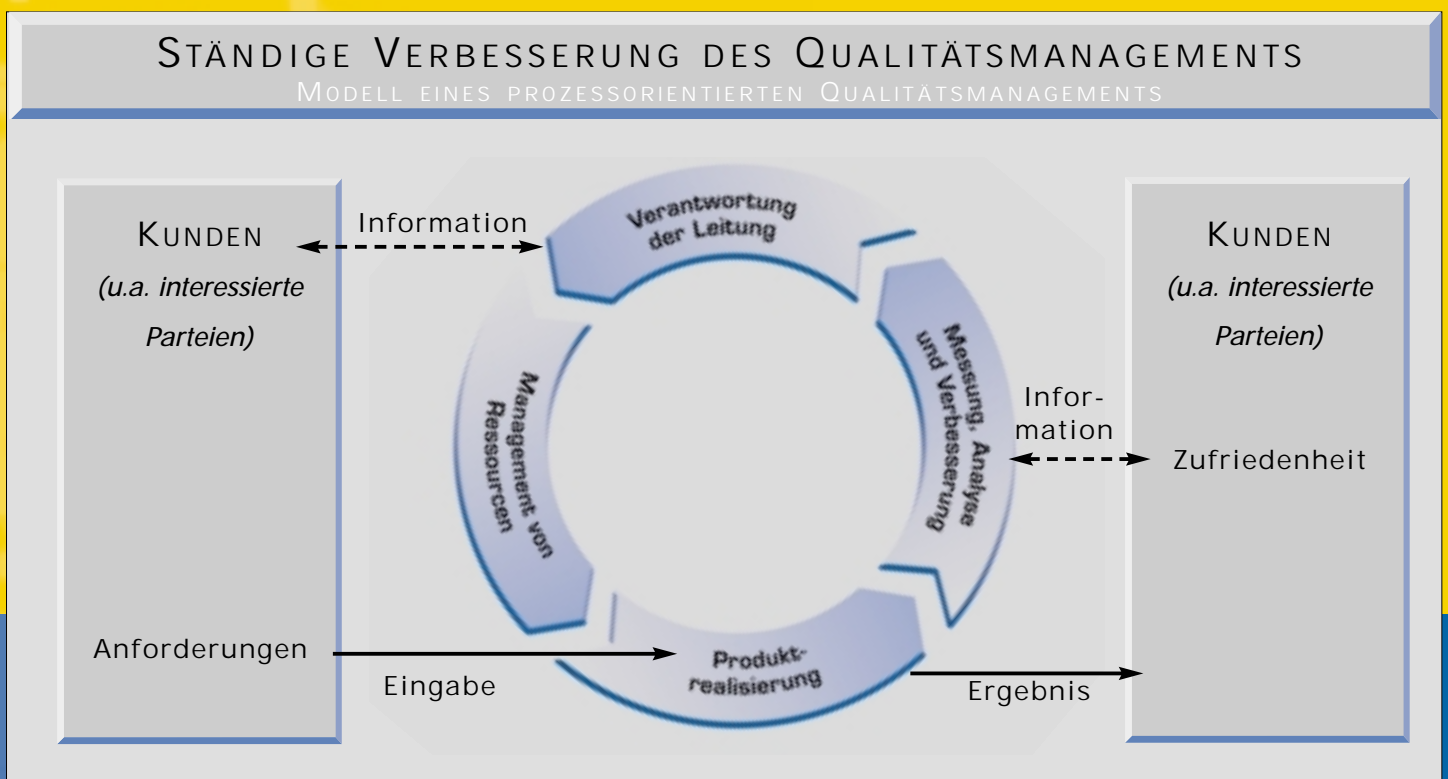 STÄNDIGE VERBESSERUNG DES QUALITÄTSMANAGEMENTS
MODELL EINES PROZESSORIENTIERTEN QUALITÄTSMANAGEMENTS
KUNDEN
(u.a. interessierte
Parteien)
Anforderungen
Information
Eingabe
Verantwortung
der Leitung
Management von
Ressourcen
Messung, Analyse
und Verbesserung
Produkt-
realisierung
Infor-
mation
Ergebnis
KUNDEN
(u.a. interessierte
Parteien)
Zufriedenheit